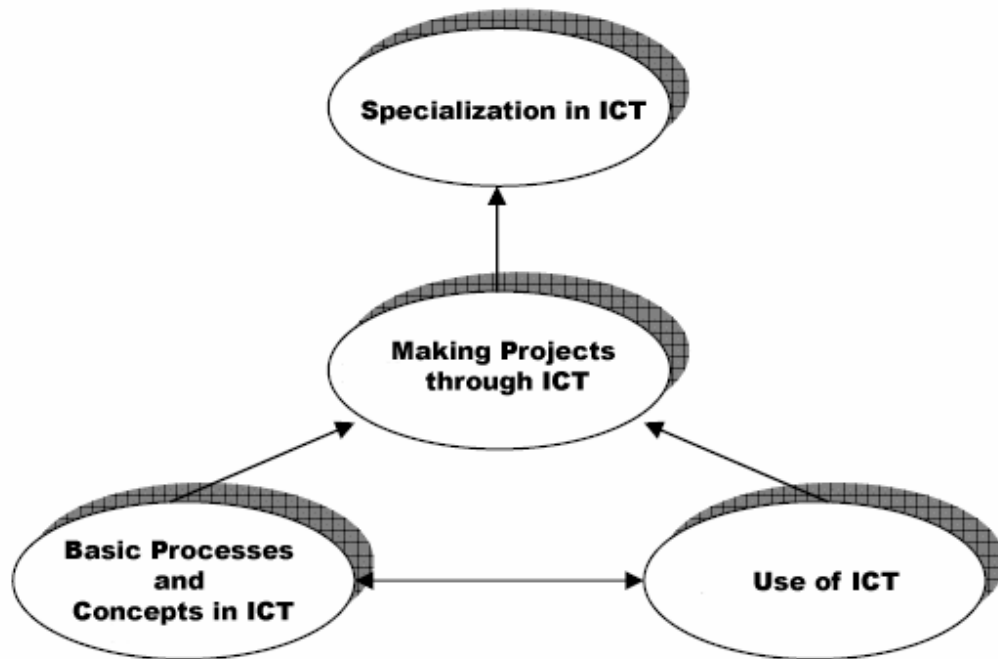 Specialization in ICT
Making Projects
through ICT
Basic Processes
and
Concepts in ICT
Use of ICT